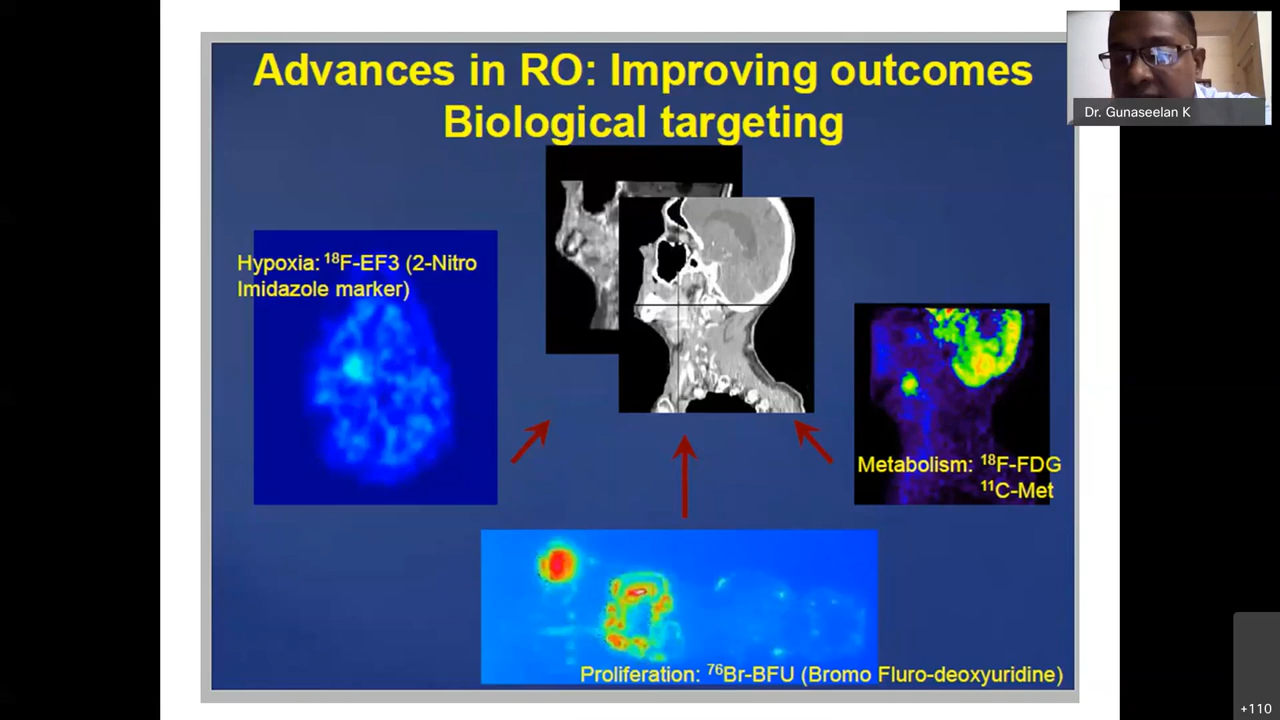 Advances in RO: Improving outcomes
Biological targeting
Dr. Gunaseelan K
Hypoxia: ¹⁸F-EF3 (2-Nitro
Imidazole marker)
Metabolism: ¹⁸F-FDG
¹¹C-Met
Proliferation: ⁷⁶Br-BFU (Bromo Fluro-deoxyuridine)
+110